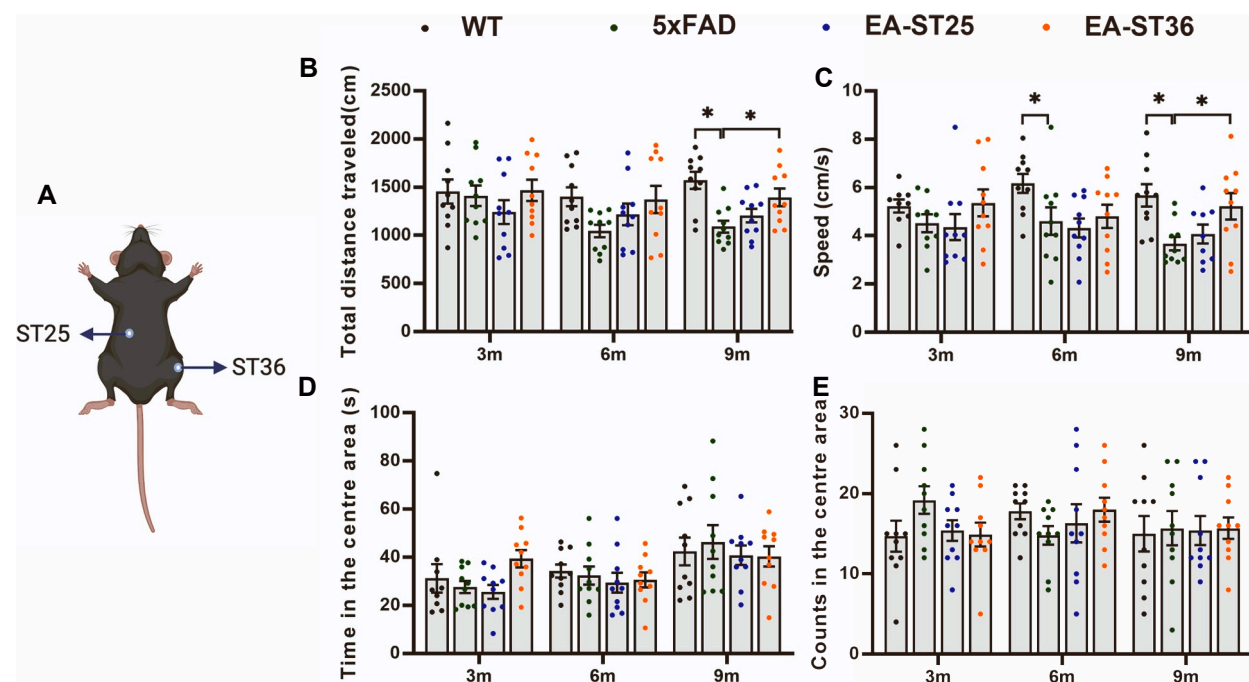 WT 5xFAD EA-ST25 EA-ST36
A
ST25
ST36
B
Total distance traveled(cm)
2500
2000
1500
1000
500
0
* *
3m 6m 9m
C
Speed (cm/s)
10
8
6
4
2
0
* * *
3m 6m 9m
D
Time in the centre area (s)
100
80
60
40
20
0
3m 6m 9m
E
Counts in the centre area
30
20
10
0
3m 6m 9m